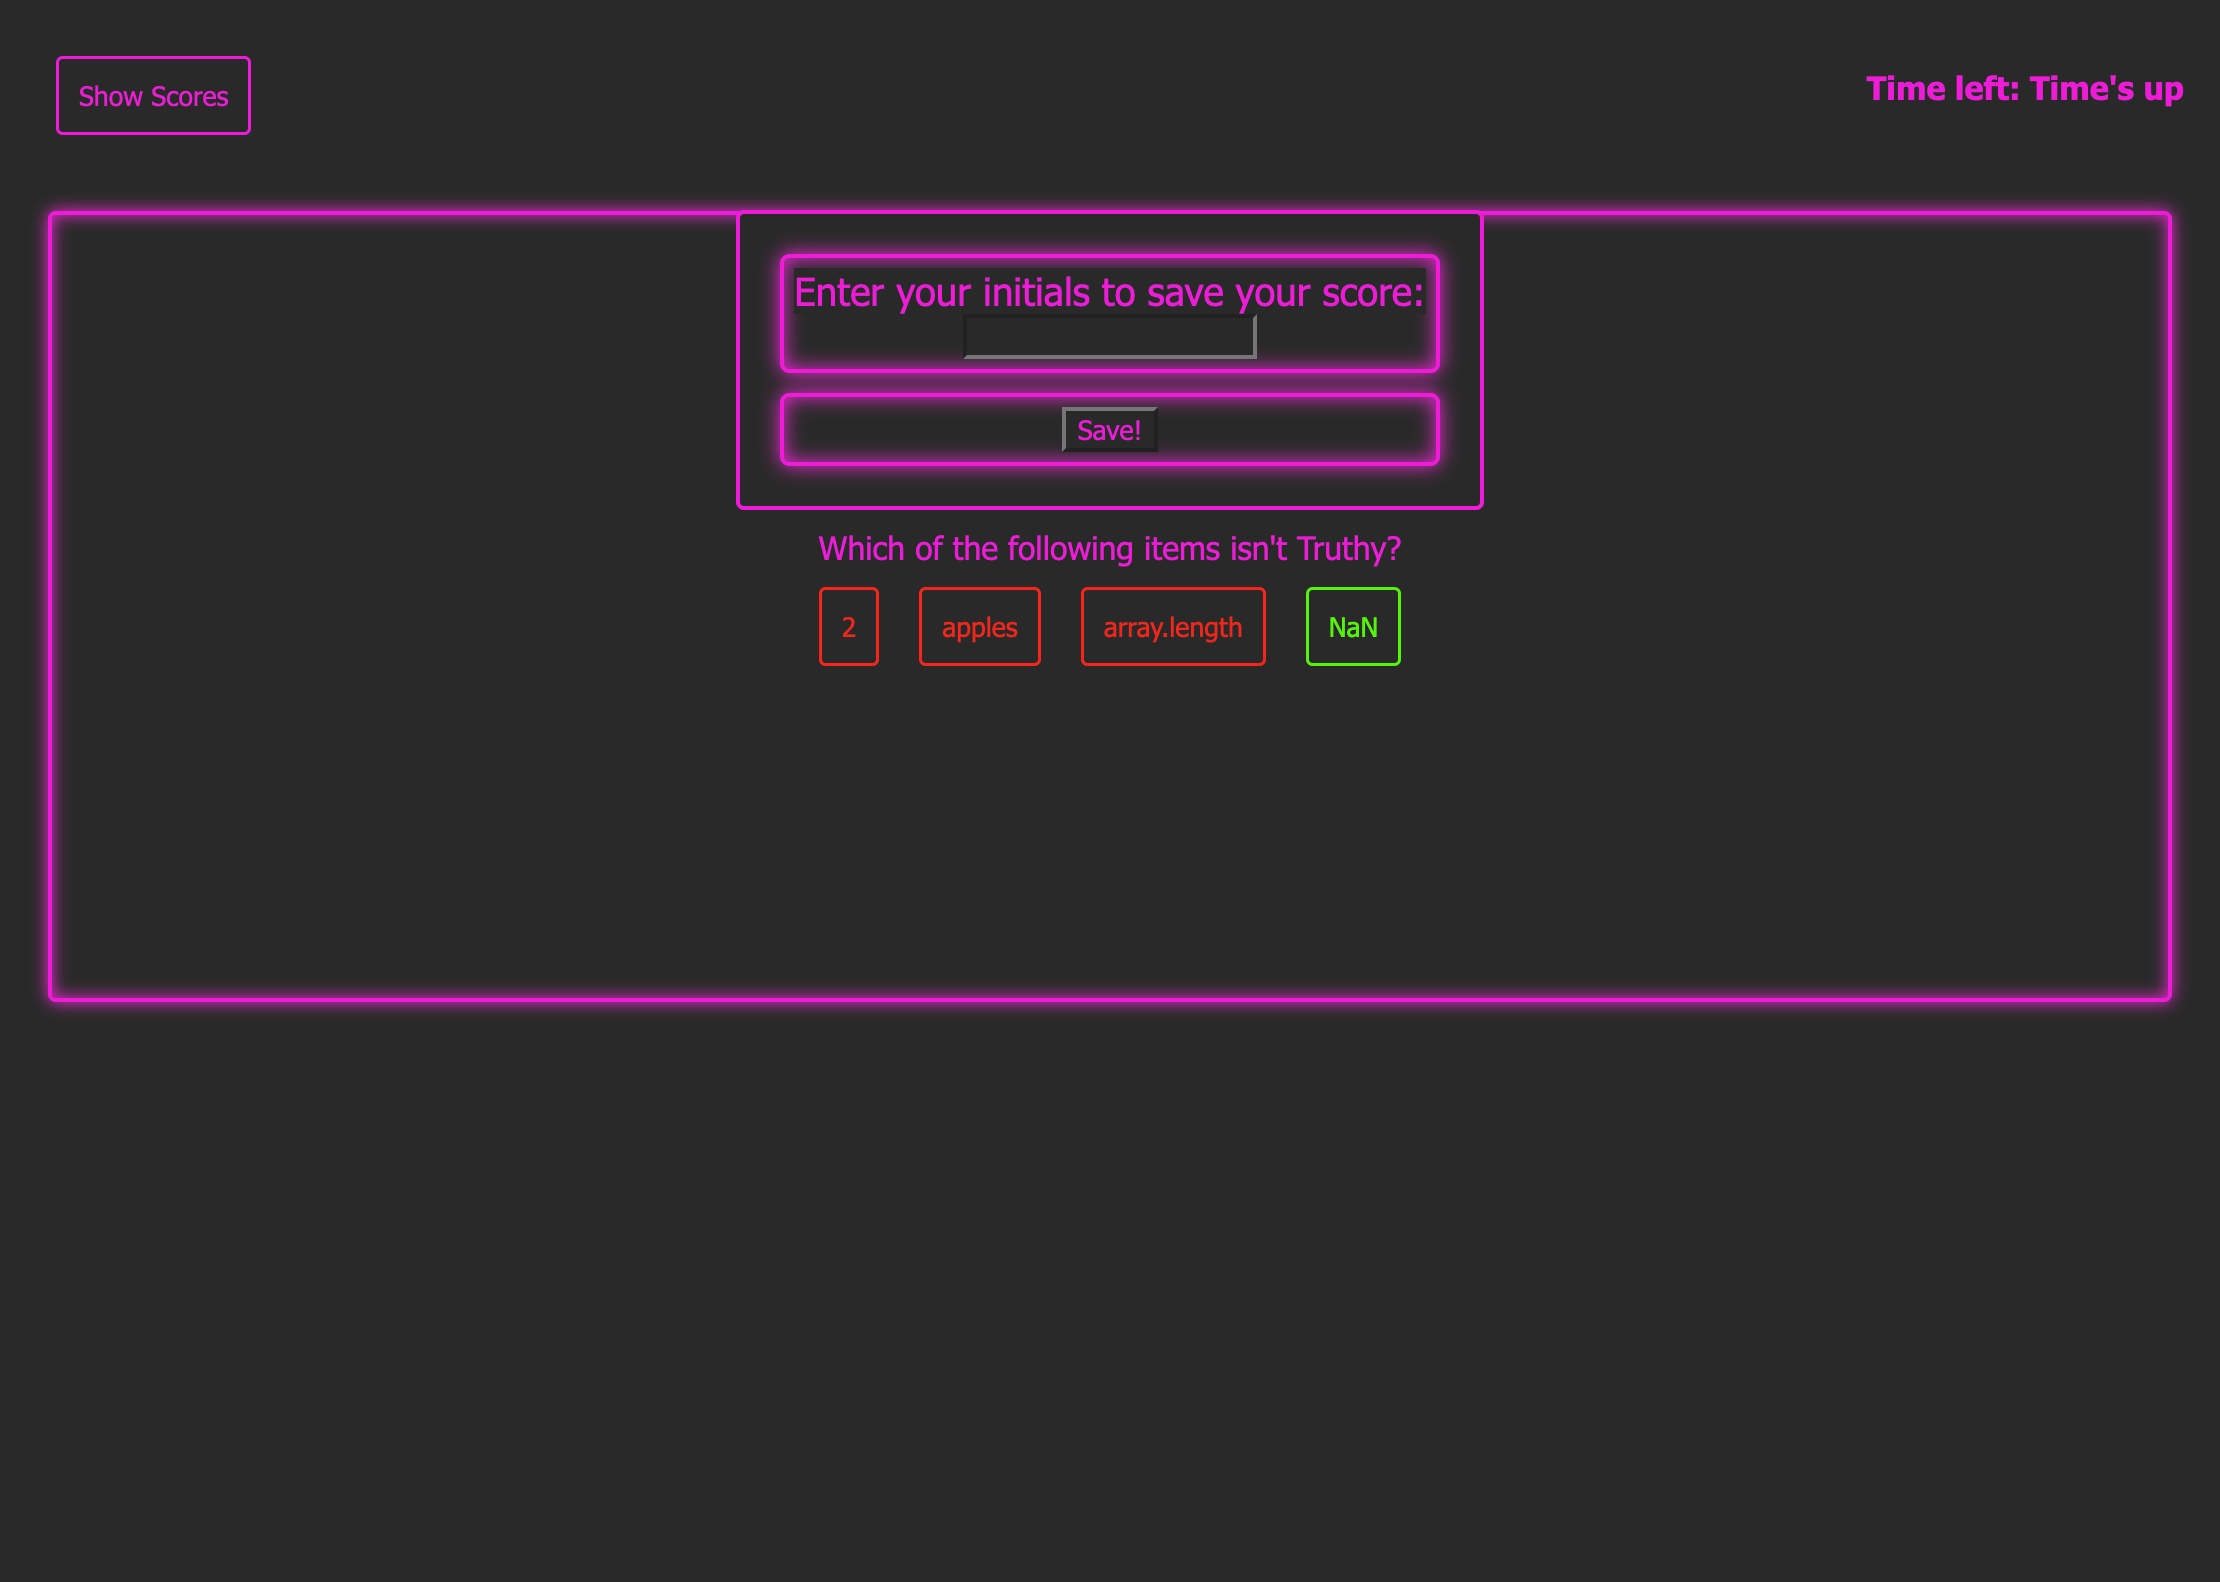 Show Scores
Time left: Time's up
Enter your initials to save your score:
Save!
Which of the following items isn't Truthy?
2
apples
array.length
NaN